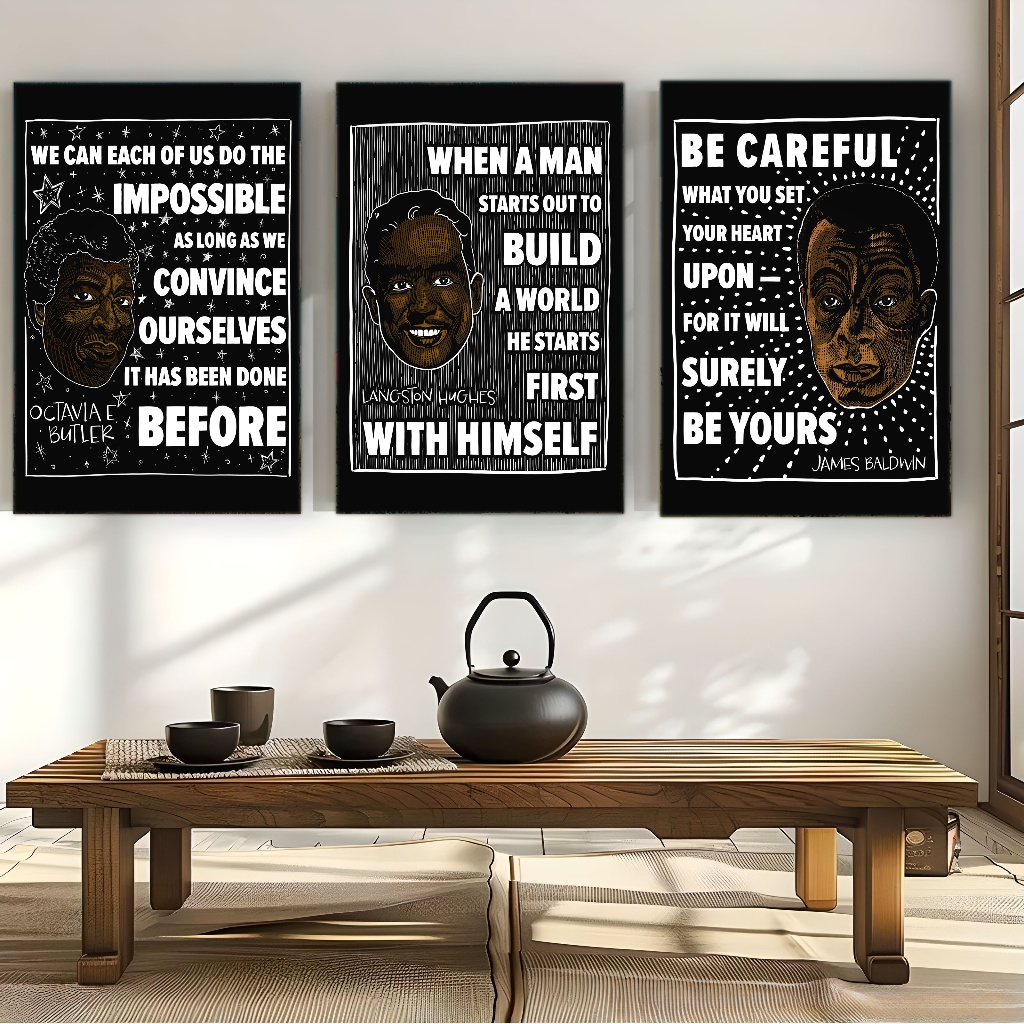 WE CAN EACH OF US DO THE
IMPOSSIBLE
AS LONG AS WE
CONVINCE
OURSELVES
IT HAS BEEN DONE
BEFORE
OCTAVIA E
BUTLER
WHEN A MAN
STARTS OUT TO
BUILD
A WORLD
HE STARTS
FIRST
WITH HIMSELF
LANGSTON HUGHES
BE CAREFUL
WHAT YOU SET
YOUR HEART
UPON —
FOR IT WILL
SURELY
BE YOURS
JAMES BALDWIN